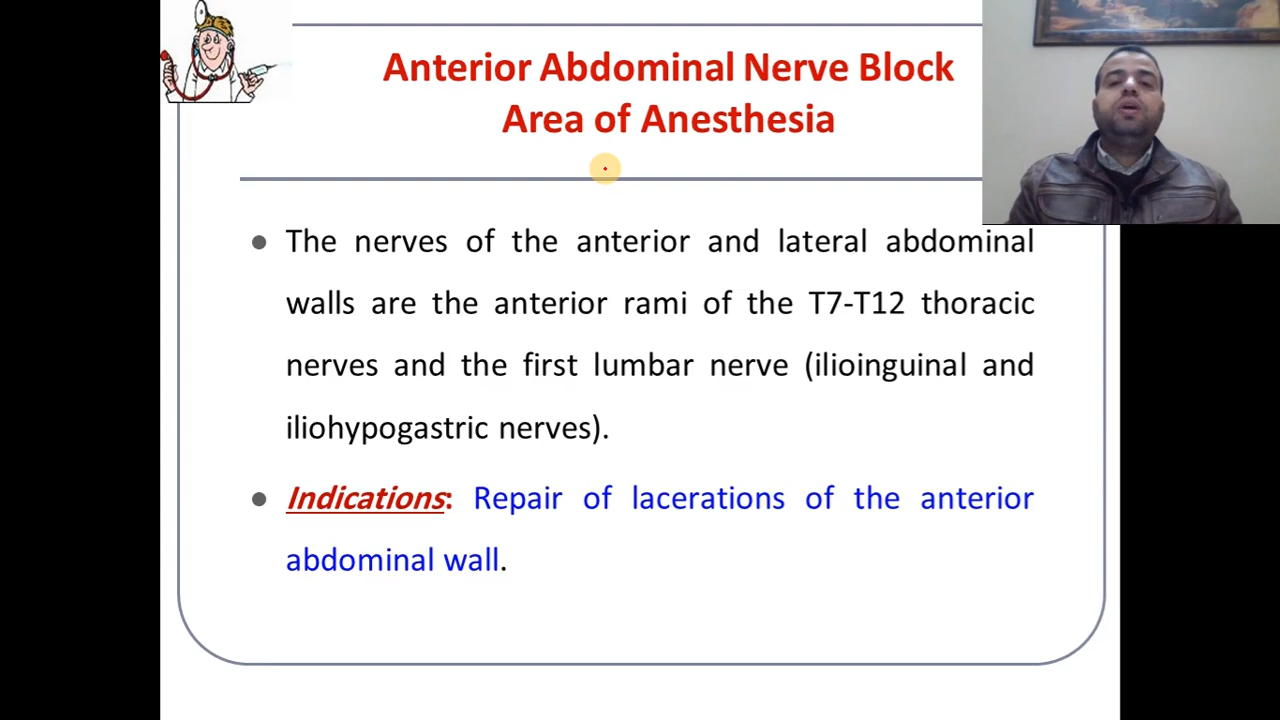 Anterior Abdominal Nerve Block
Area of Anesthesia
The nerves of the anterior and lateral abdominal
walls are the anterior rami of the T7-T12 thoracic
nerves and the first lumbar nerve (ilioinguinal and
iliohypogastric nerves).
Indications: Repair of lacerations of the anterior
abdominal wall.